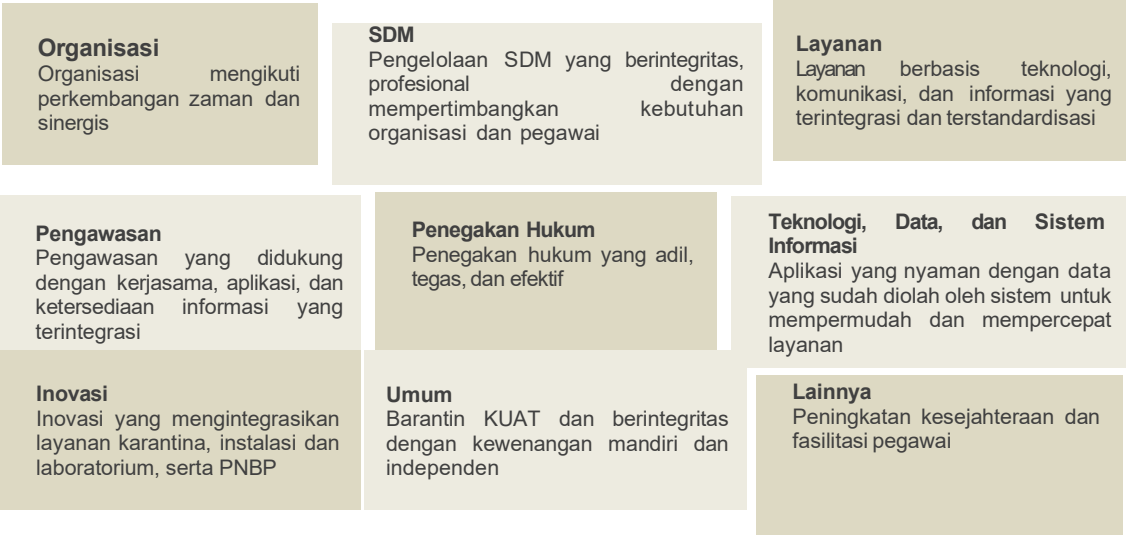 Organisasi
Organisasi mengikuti
perkembangan zaman dan
sinergis
SDM
Pengelolaan SDM yang berintegritas,
profesional dengan
mempertimbangkan kebutuhan
organisasi dan pegawai
Layanan
Layanan berbasis teknologi,
komunikasi, dan informasi yang
terintegrasi dan terstandardisasi
Pengawasan
Pengawasan yang didukung
dengan kerjasama, aplikasi, dan
ketersediaan informasi yang
terintegrasi
Penegakan Hukum
Penegakan hukum yang adil,
tegas, dan efektif
Teknologi, Data, dan Sistem
Informasi
Aplikasi yang nyaman dengan data
yang sudah diolah oleh sistem untuk
mempermudah dan mempercepat
layanan
Inovasi
Inovasi yang mengintegrasikan
layanan karantina, instalasi dan
laboratorium, serta PNBP
Umum
Barantin KUAT dan berintegritas
dengan kewenangan mandiri dan
independen
Lainnya
Peningkatan kesejahteraan dan
fasilitasi pegawai